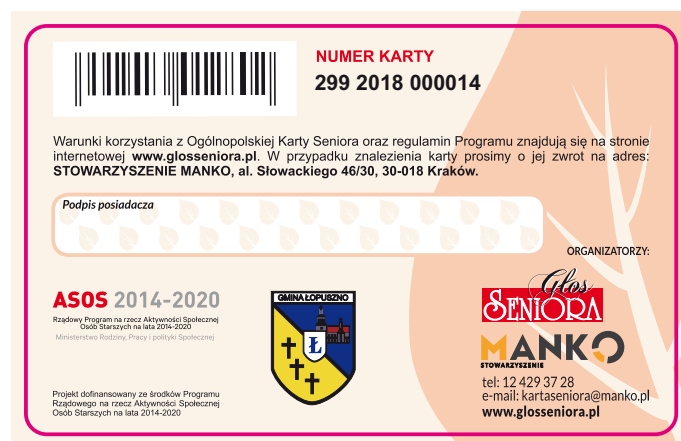 NUMER KARTY
299 2018 000014
Warunki korzystania z Ogólnopolskiej Karty Seniora oraz regulamin Programu znajdują się na stronie
internetowej www.glosseniora.pl. W przypadku znalezienia karty prosimy o jej zwrot na adres:
STOWARZYSZENIE MANKO, al. Słowackiego 46/30, 30-018 Kraków.
Podpis posiadacza
ORGANIZATORZY:
ASOS 2014-2020
Rządowy Program na rzecz Aktywności Społecznej
Osób Starszych na lata 2014-2020
Ministerstwo Rodziny, Pracy i polityki Społecznej
Projekt dofinansowany ze środków Programu
Rządowego na rzecz Aktywności Społecznej
Osób Starszych na lata 2014-2020
GMINA ŁOPUSZNO
Ł
Głos
SENIORA
MANKO
STOWARZYSZENIE
tel: 12 429 37 28
e-mail: kartaseniora@manko.pl
www.glosseniora.pl